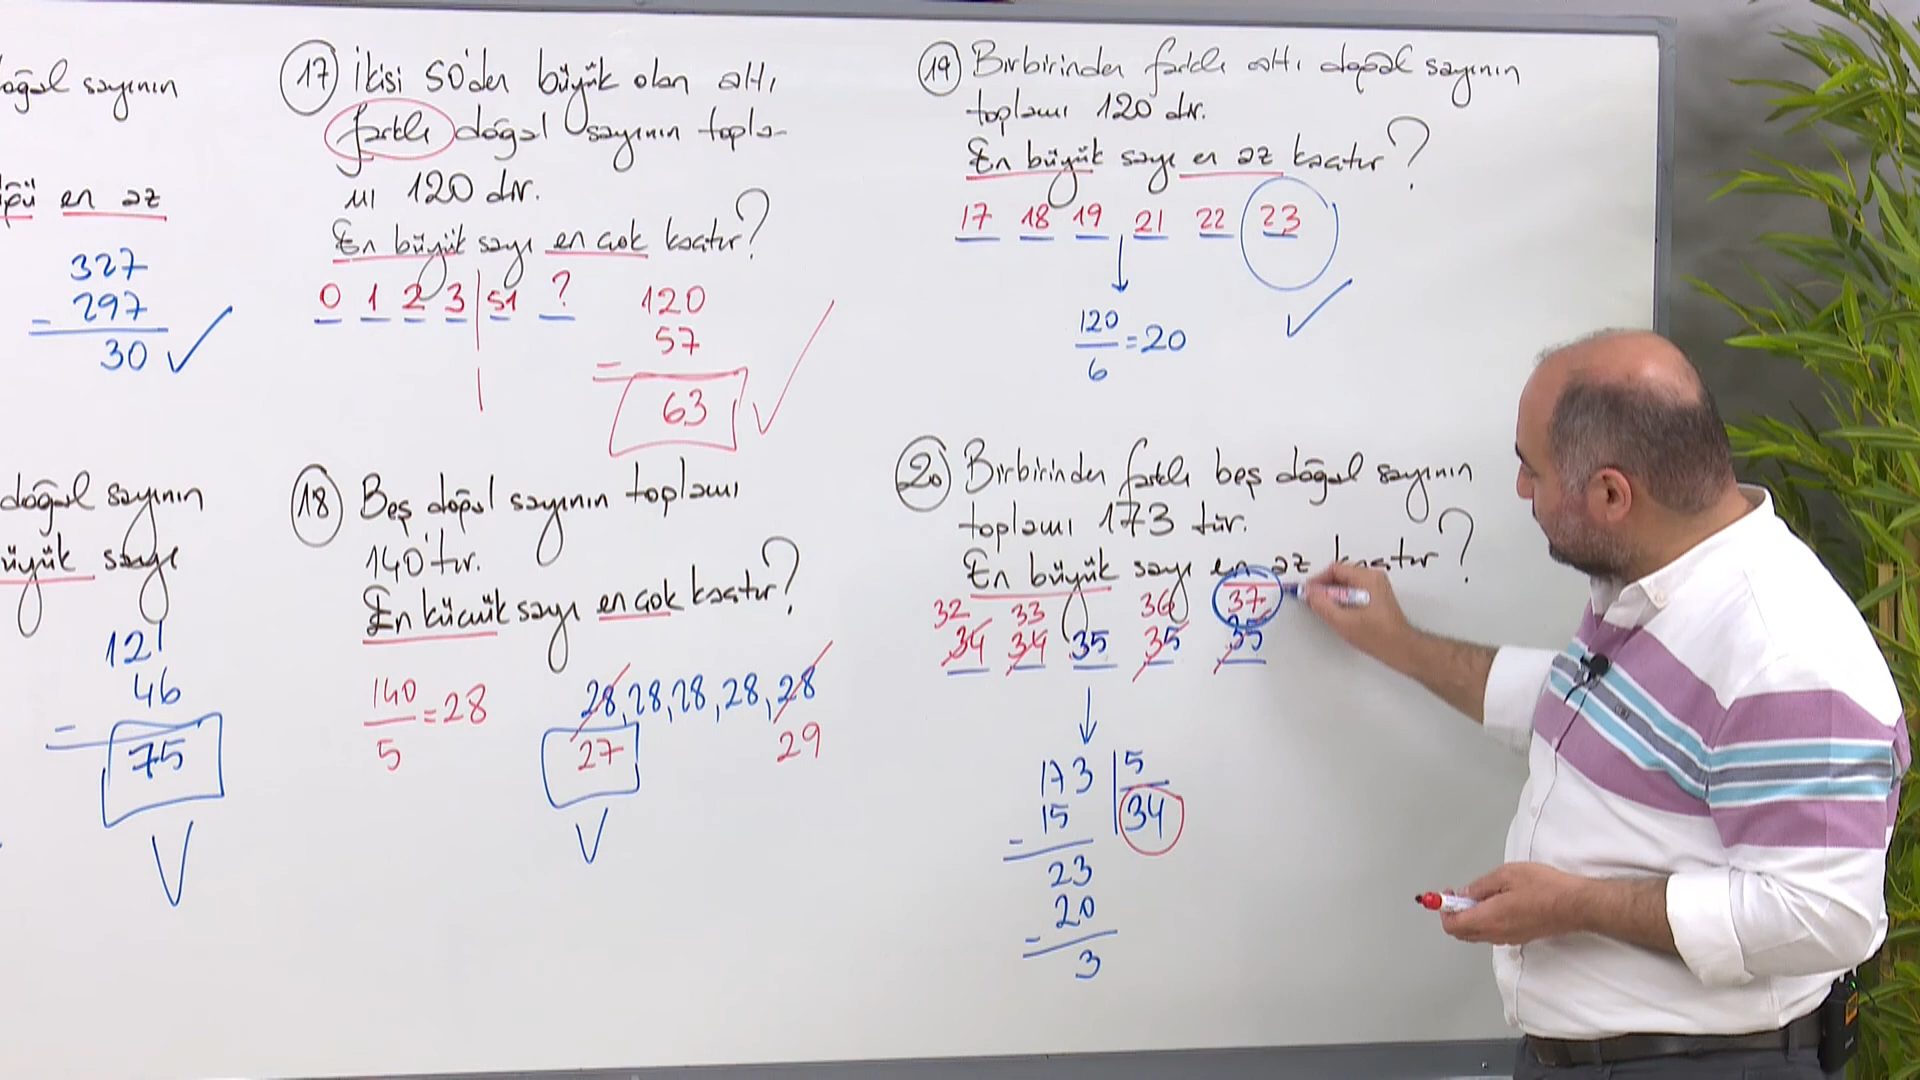 oğal sayının
en az
327
- 297
30
doğal sayının
üyük sayı
121
46
-
75
17 İkisi 50'den büyük olan altı
farklı doğal sayının topla-
mı 120 dir.
En büyük sayı en çok kaçtır?
0 1 2 3 51 ?
120
57
-
63
18 Beş doğal sayının toplamı
140'tır.
En küçük sayı en çok kaçtır?
140
5
=28
28, 28, 28, 28, 28
27 29
19 Birbirinden farklı altı doğal sayının
toplamı 120 dir.
En büyük sayı en az kaçtır?
17 18 19 21 22 23
120
6
=20
20 Birbirinden farklı beş doğal sayının
toplamı 173 tür.
En büyük sayı en az kaçtır?
32 33 36 37
34 34 35 35 35
173 5
- 15 34
23
- 20
3